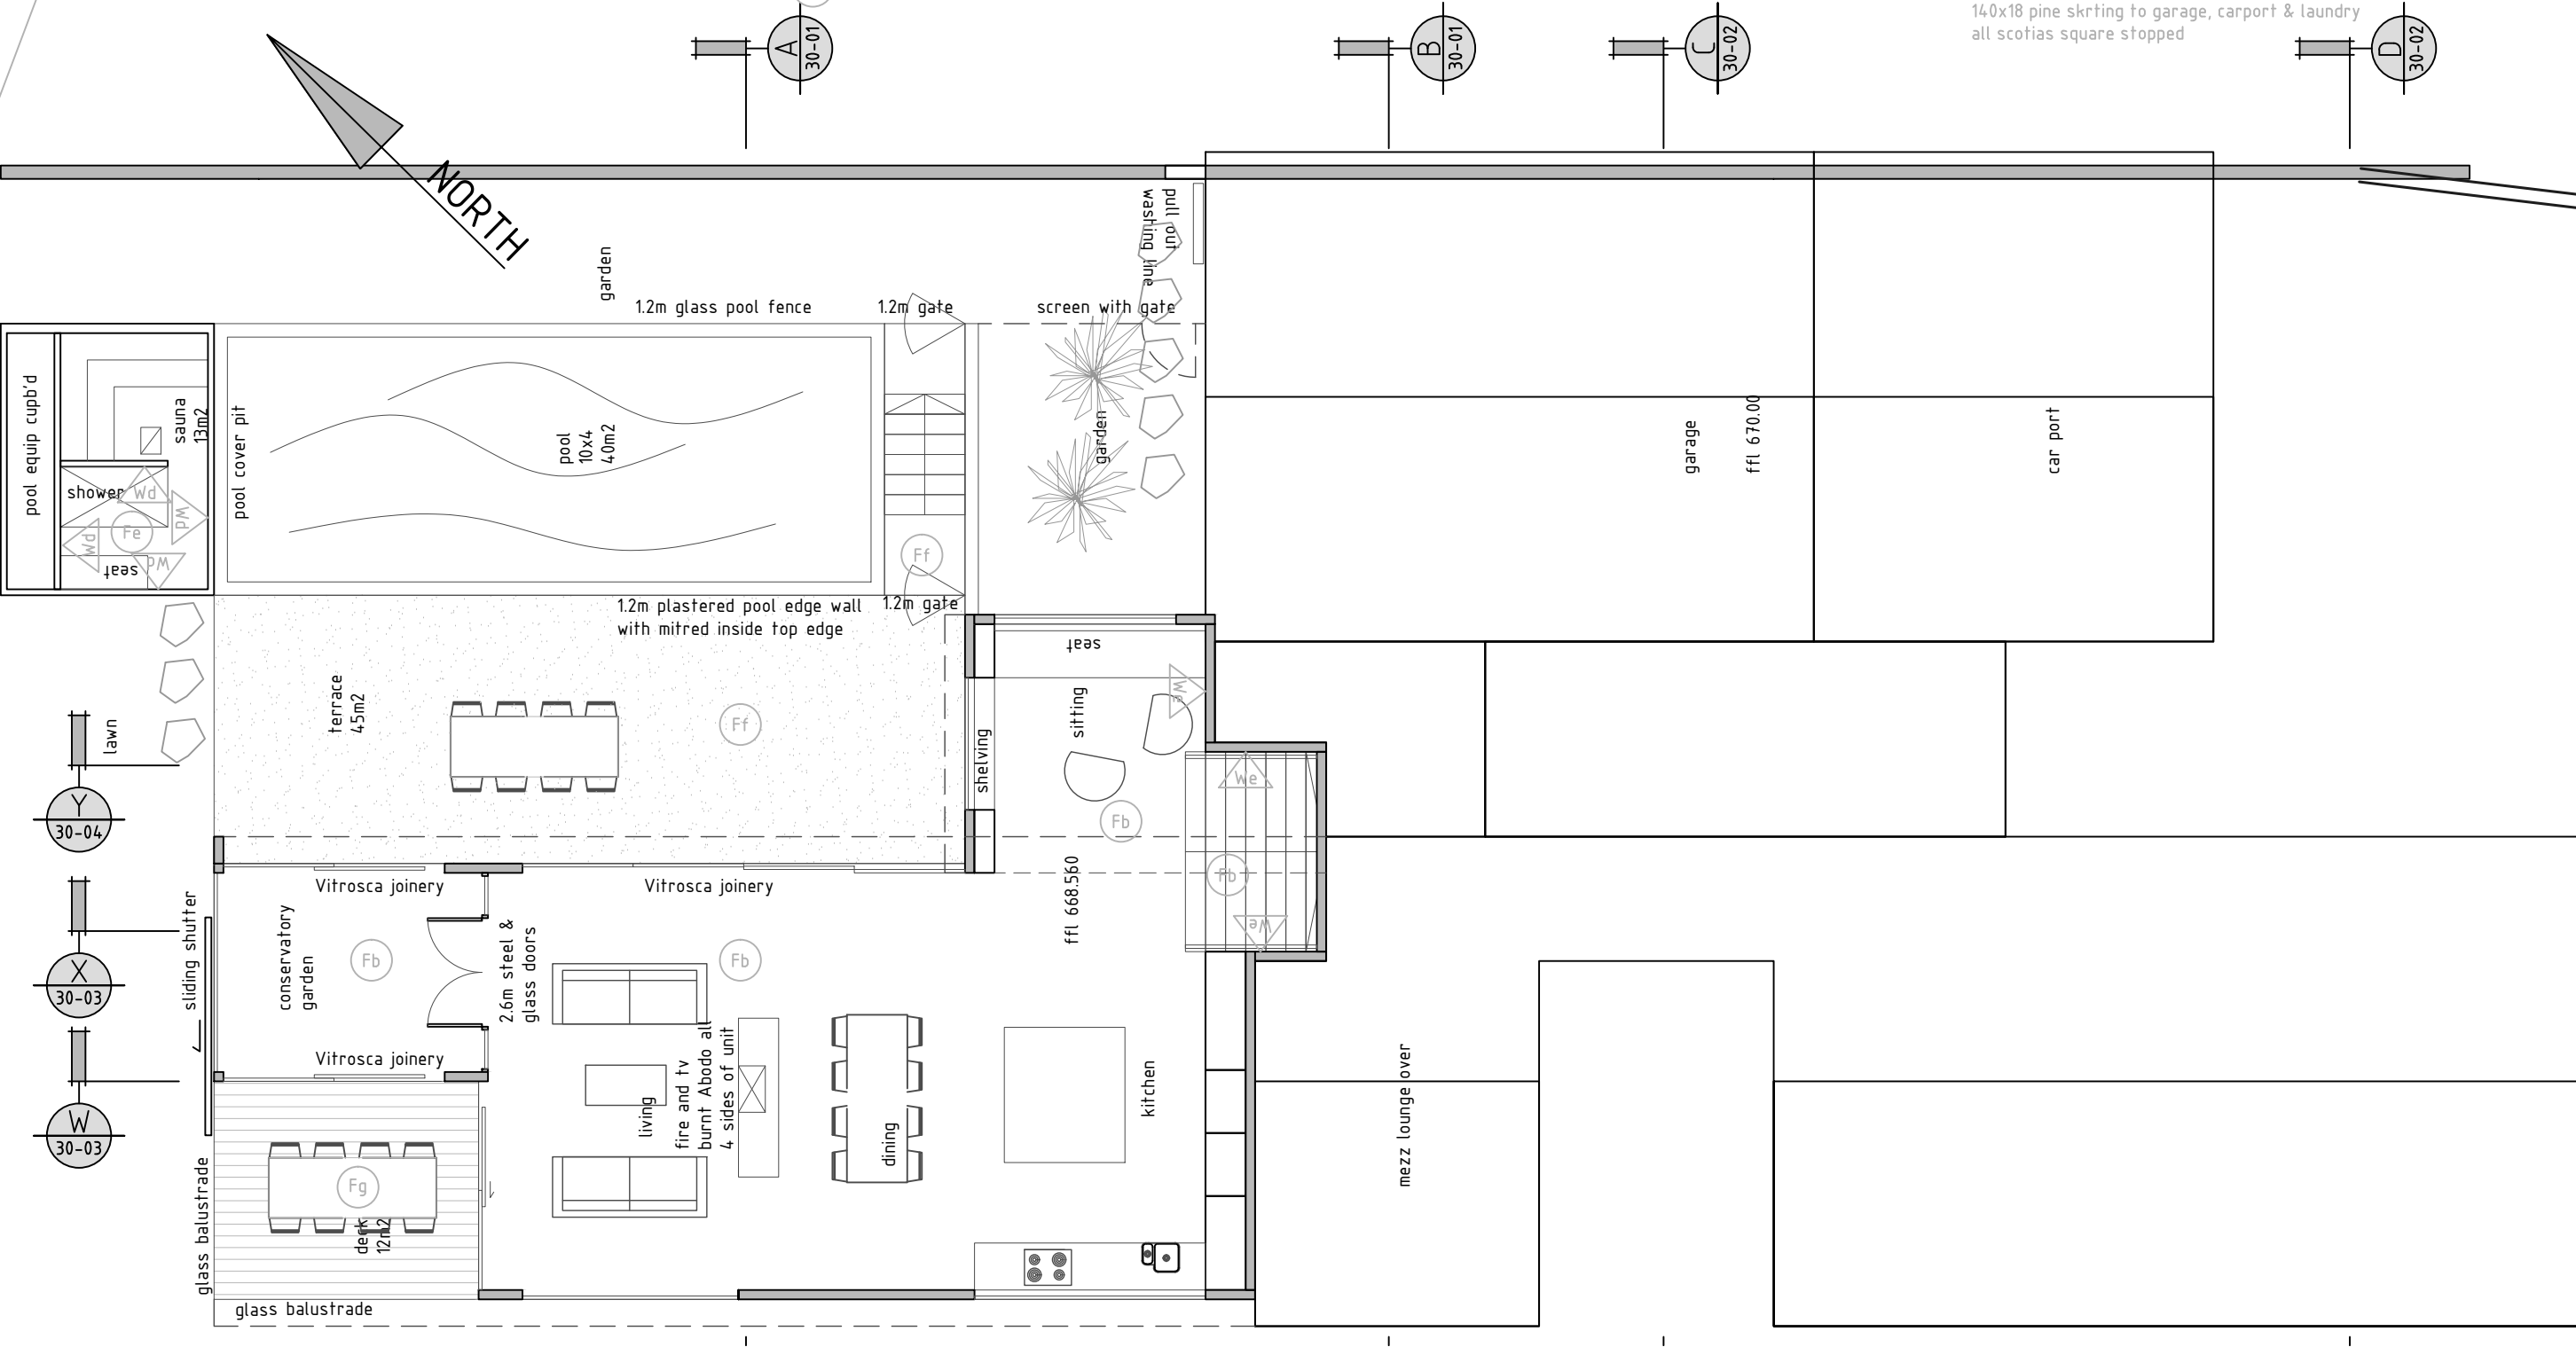 140x18 pine skrting to garage, carport & laundry
all scotias square stopped
A
30-01
B
30-01
C
30-02
D
30-02
NORTH
garden
pull out
washing line
1.2m glass pool fence
1.2m gate
screen with gate
pool equip cupb'd
sauna
13m2
shower
Wd
Wd
Wd
Wd
Fe
seat
pool cover pit
pool
10x4
40m2
Ff
garden
garage
ffl 670.00
car port
1.2m plastered pool edge wall
with mitred inside top edge
1.2m gate
seat
terrace
45m2
Ff
lawn
shelving
sitting
We
We
Fb
Fb
We
ffl 668.560
Y
30-04
X
30-03
W
30-03
sliding shutter
Vitrosca joinery
Vitrosca joinery
conservatory
garden
Fb
2.6m steel &
glass doors
Fb
Vitrosca joinery
living
fire and tv
burnt Abodo all
4 sides of unit
dining
kitchen
mezz lounge over
glass balustrade
Fg
deck
12m2
glass balustrade